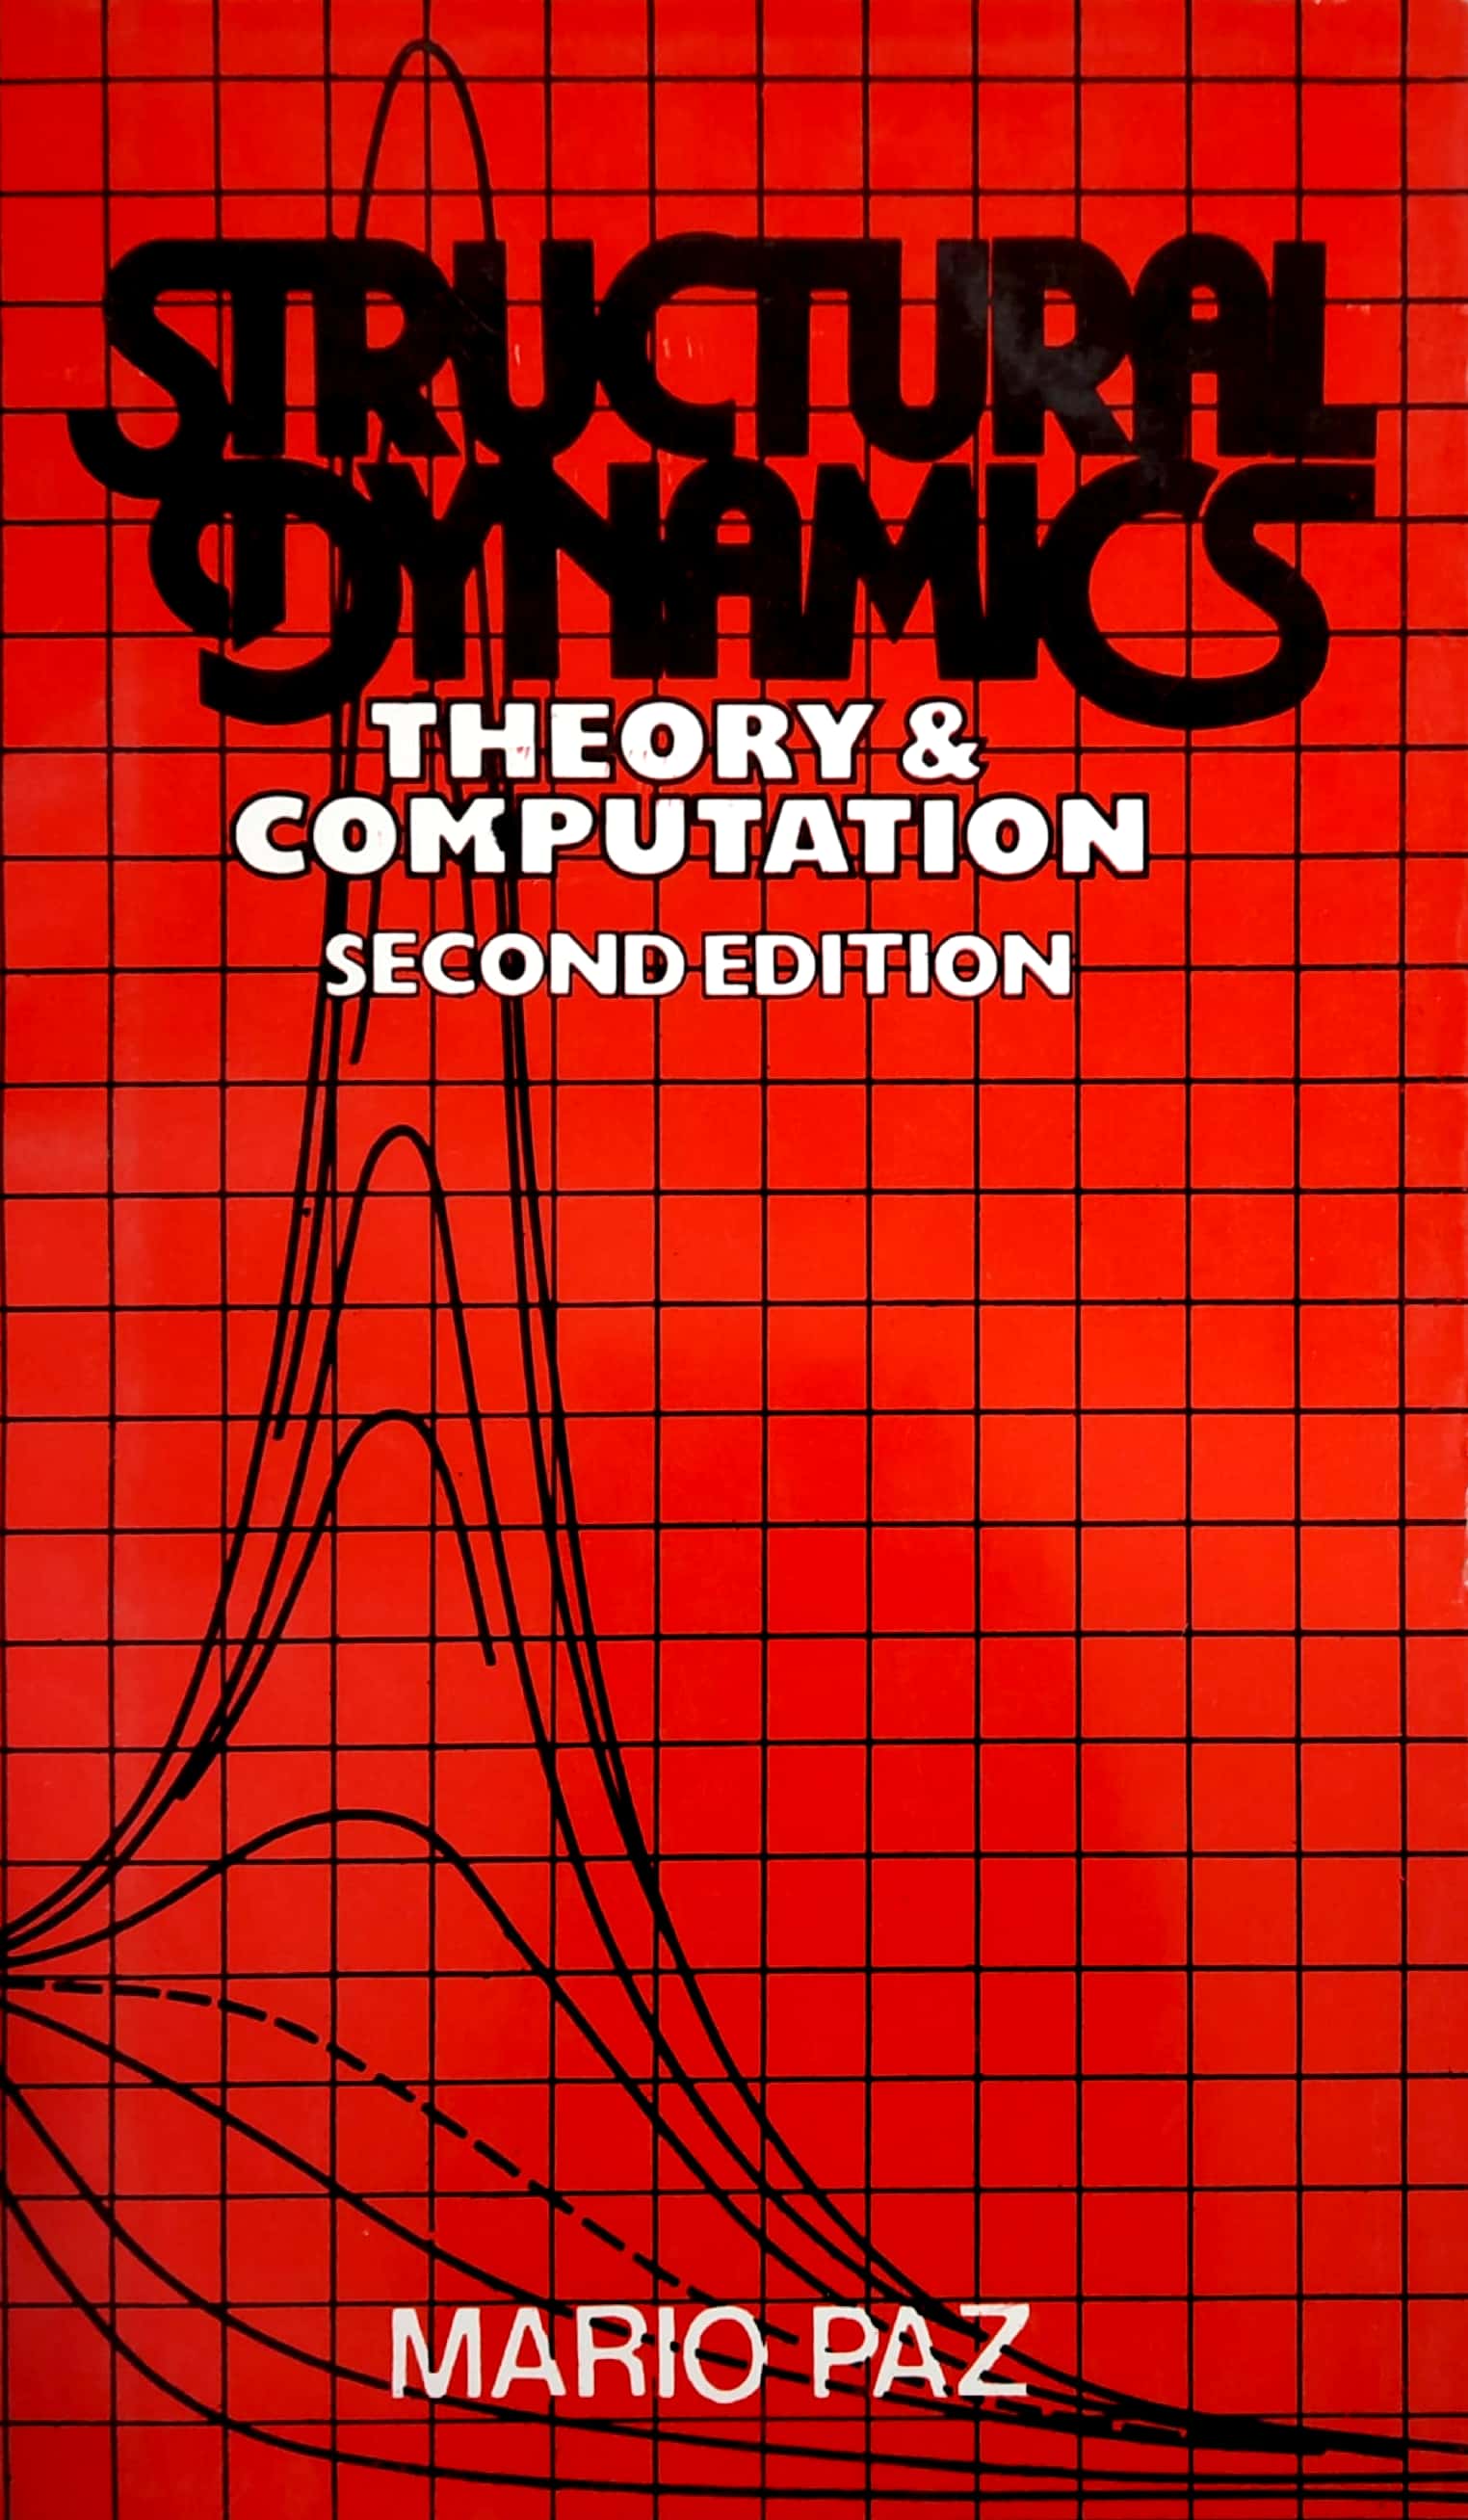 STRUCTURAL
DYNAMICS
THEORY &
COMPUTATION
SECOND EDITION
MARIO PAZ